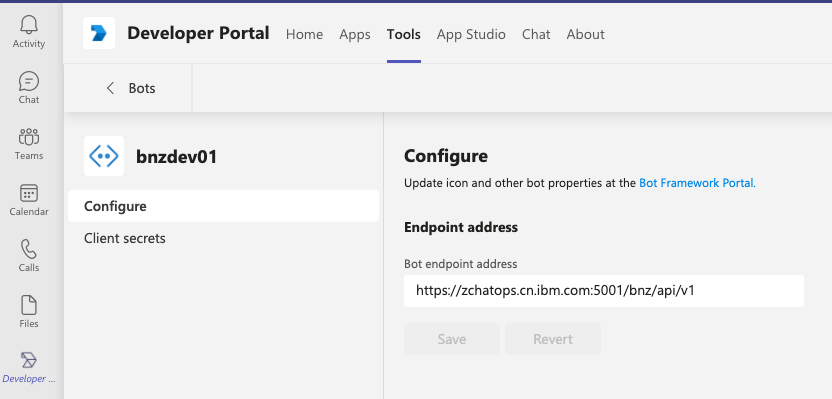 Activity
Chat
Teams
Calendar
Calls
Files
Developer ...
Developer Portal Home Apps Tools App Studio Chat About
Bots
bnzdev01
Configure
Client secrets
Configure
Update icon and other bot properties at the Bot Framework Portal.
Endpoint address
Bot endpoint address
https://zchatops.cn.ibm.com:5001/bnz/api/v1
Save Revert